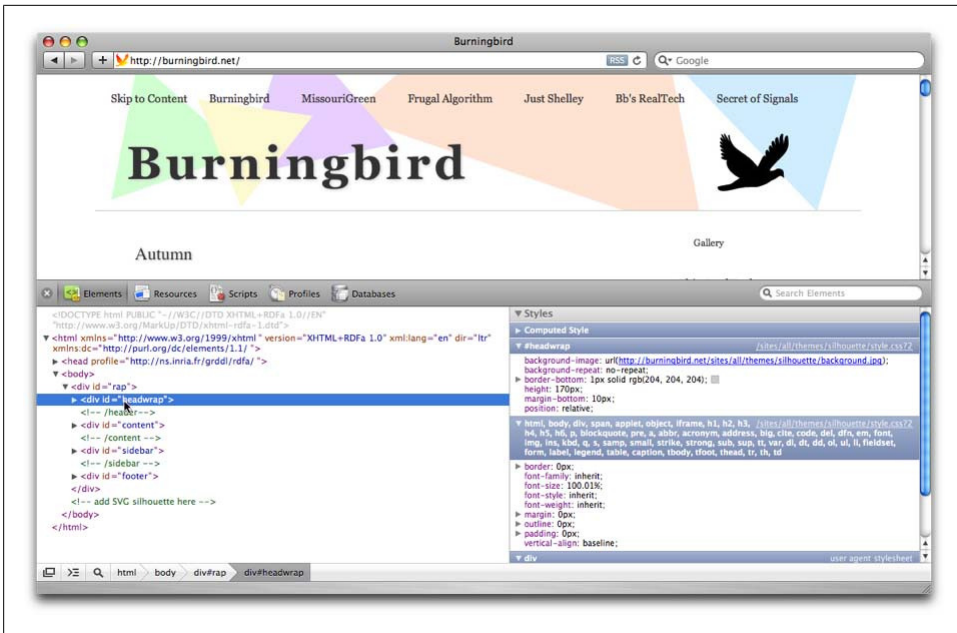 Burningbird
http://burningbird.net/
RSS
Google
Skip to Content Burningbird MissouriGreen Frugal Algorithm Just Shelley Bb's RealTech Secret of Signals
Burningbird
Autumn
Gallery
Elements Resources Scripts Profiles Databases
Search Elements
<!DOCTYPE html PUBLIC "-//W3C//DTD XHTML+RDFa 1.0//EN"
"http://www.w3.org/MarkUp/DTD/xhtml-rdfa-1.dtd">
<html xmlns="http://www.w3.org/1999/xhtml " version="XHTML+RDFa 1.0" xml:lang="en" dir="ltr"
xmlns:dc="http://purl.org/dc/elements/1.1/ ">
<head profile="http://ns.inria.fr/grddl/rdfa/ ">
<body>
<div id="rap">
<div id="headwrap">
<!-- /header-->
<div id="content">
<!-- /content -->
<div id="sidebar">
<!-- /sidebar -->
<div id="footer">
</div>
<!-- add SVG silhouette here -->
</body>
</html>
Styles
Computed Style
#headwrap /sites/all/themes/silhouette/style.css?2
background-image: url(http://burningbird.net/sites/all/themes/silhouette/background.jpg);
background-repeat: no-repeat;
border-bottom: 1px solid rgb(204, 204, 204);
height: 170px;
margin-bottom: 10px;
position: relative;
html, body, div, span, applet, object, iframe, h1, h2, h3, /sites/all/themes/silhouette/style.css?2
h4, h5, h6, p, blockquote, pre, a, abbr, acronym, address, big, cite, code, del, dfn, em, font,
img, ins, kbd, q, s, samp, small, strike, strong, sub, sup, tt, var, dl, dt, dd, ol, ul, li, fieldset,
form, label, legend, table, caption, tbody, tfoot, thead, tr, th, td
border: 0px;
font-family: inherit;
font-size: 100.01%;
font-style: inherit;
font-weight: inherit;
margin: 0px;
outline: 0px;
padding: 0px;
vertical-align: baseline;
div user agent stylesheet
html body div#rap div#headwrap